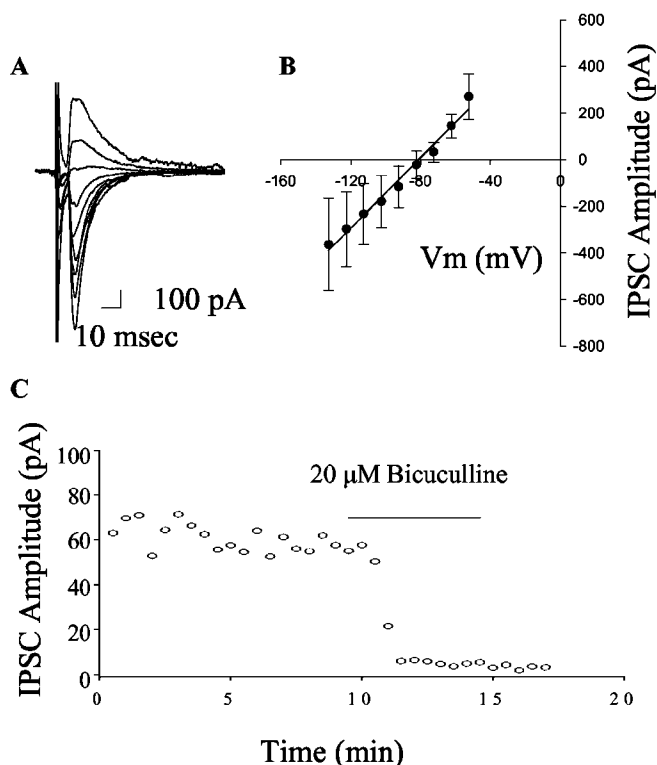 A
100 pA
10 msec
B
600
400
200
0
-200
-400
-600
-800
-160
-120
-80
-40
0
Vm (mV)
IPSC Amplitude (pA)
C
100
80
60
40
20
0
20 μM Bicuculline
0
5
10
15
20
IPSC Amplitude (pA)
Time (min)